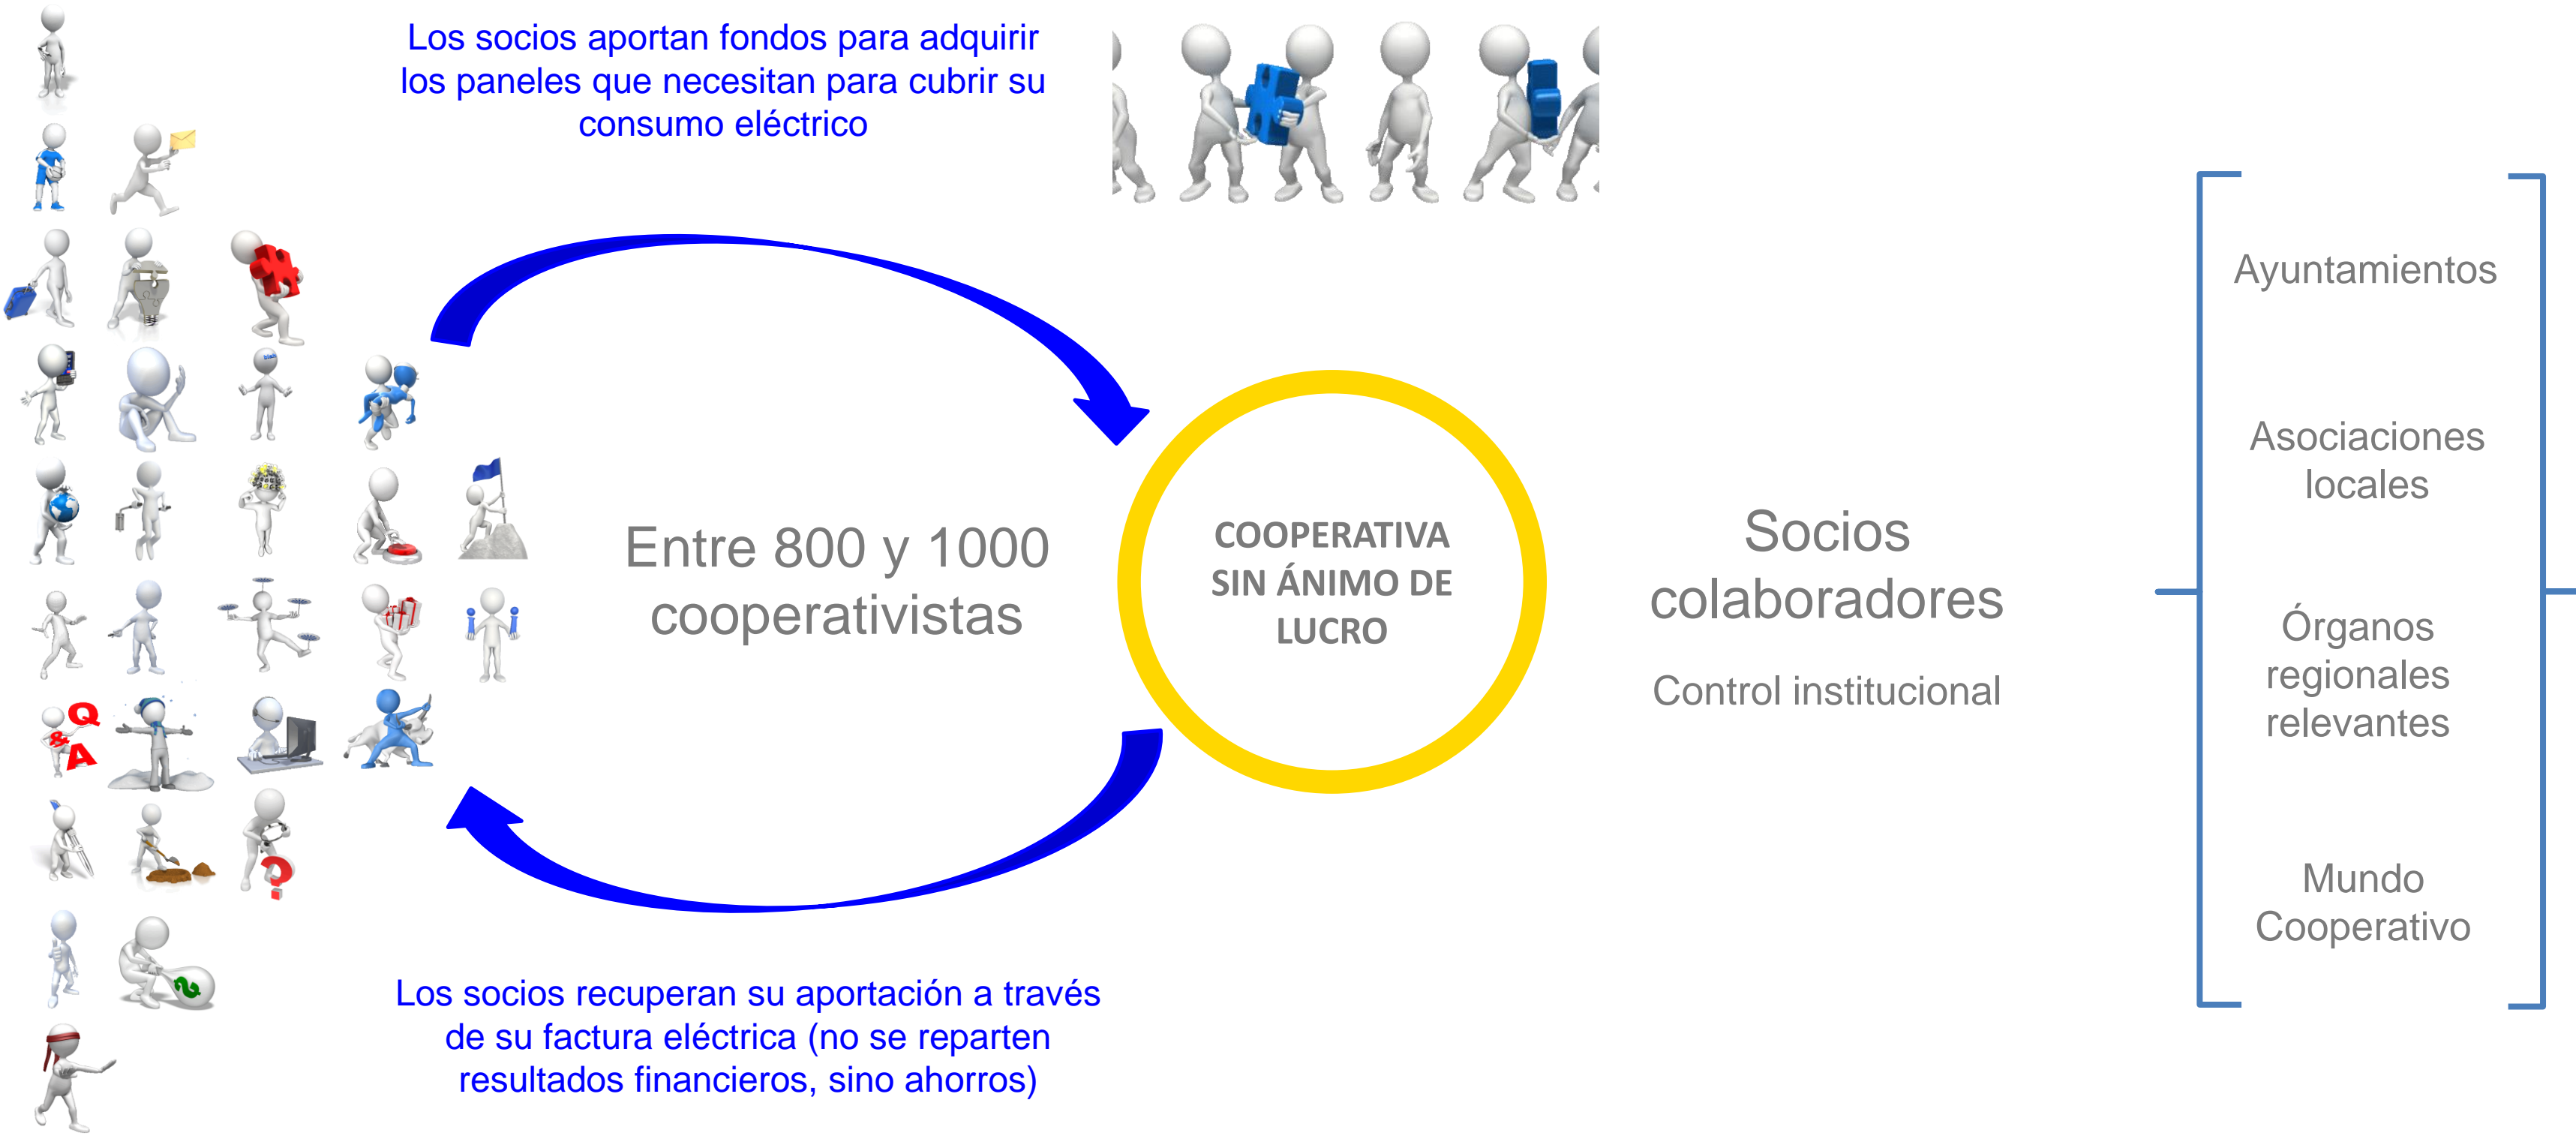 Los socios aportan fondos para adquirir
los paneles que necesitan para cubrir su
consumo eléctrico
Entre 800 y 1000
cooperativistas
COOPERATIVA
SIN ÁNIMO DE
LUCRO
Socios
colaboradores
Control institucional
Ayuntamientos
Asociaciones
locales
Órganos
regionales
relevantes
Mundo
Cooperativo
Q
&
A
?
$
Los socios recuperan su aportación a través
de su factura eléctrica (no se reparten
resultados financieros, sino ahorros)